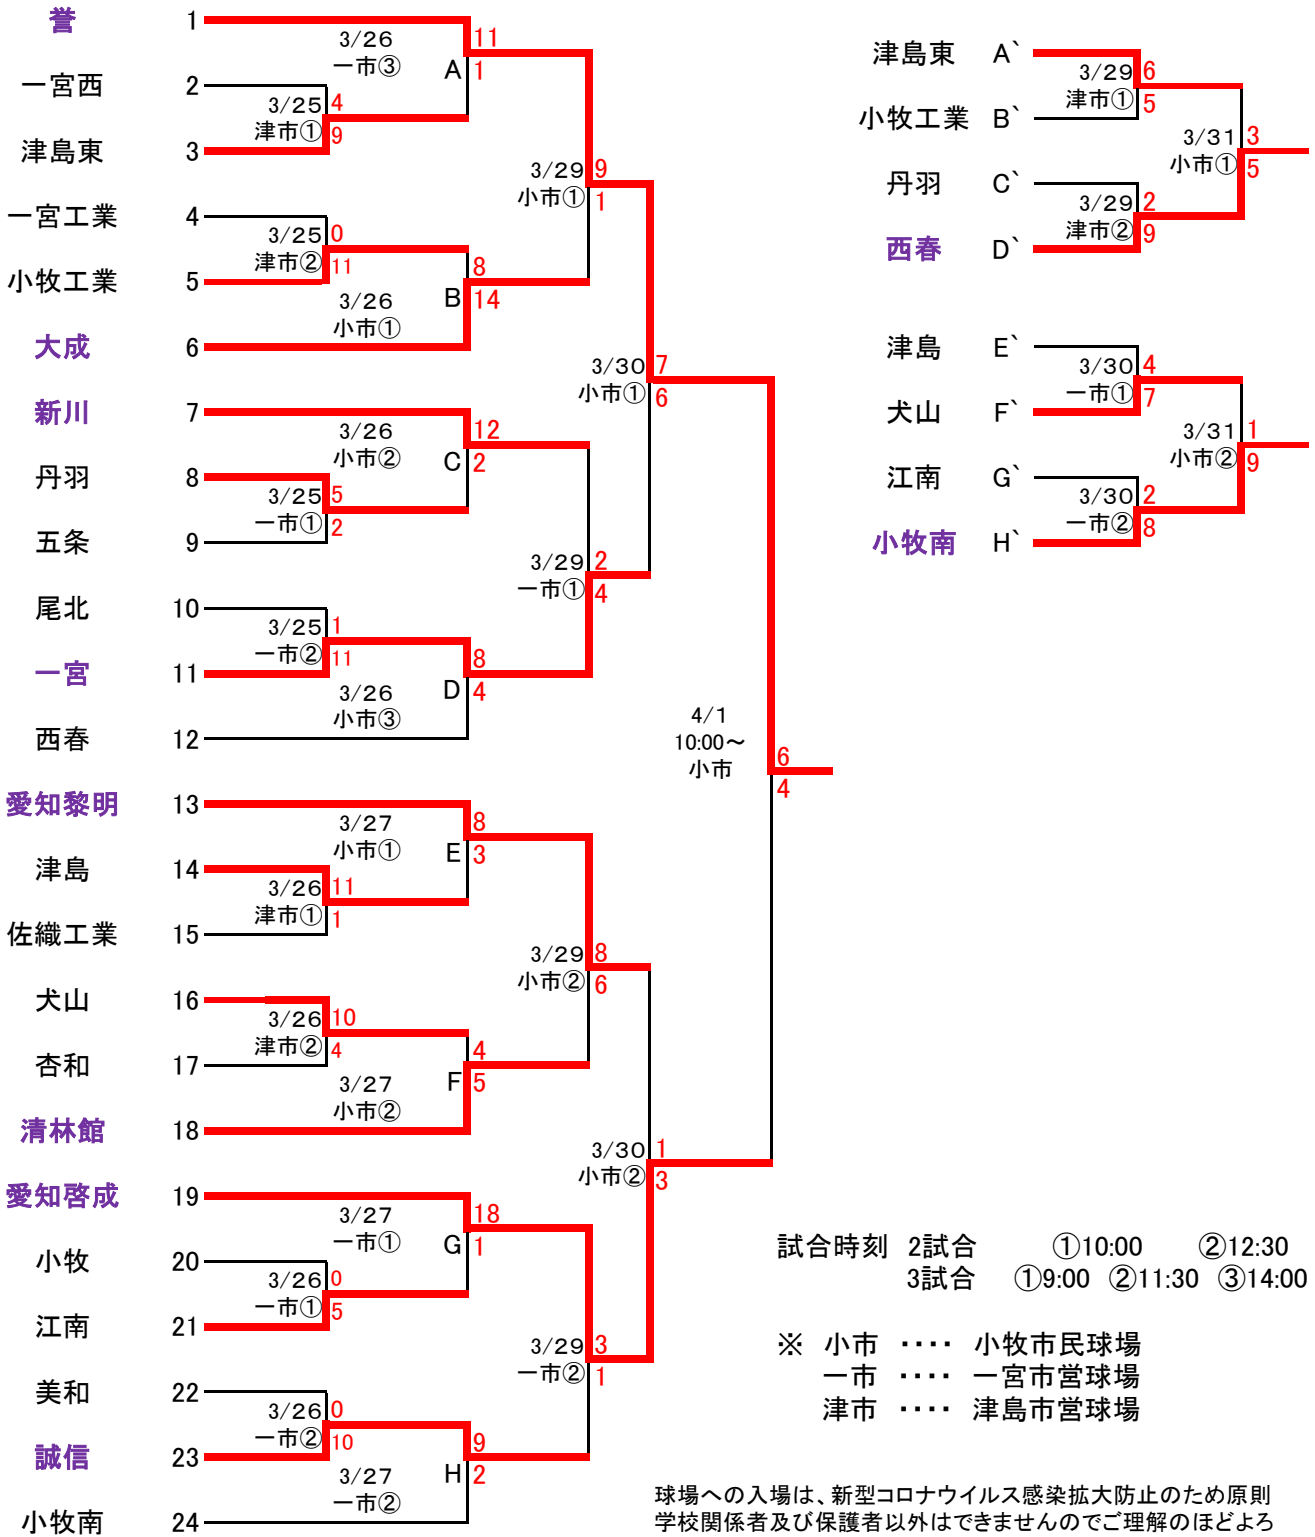 誉 1
3/26
一市③
11
A
1
一宮西 2
3/25 4
津市① 9
津島東 3
3/29 9
小市① 1
一宮工業 4
3/25 0
津市② 11
小牧工業 5
8
3/26
小市①
B
14
大成 6
3/30 7
小市① 6
新川 7
3/26
小市②
12
C
2
丹羽 8
3/25 5
一市① 2
五条 9
3/29 2
一市① 4
尾北 10
3/25 1
一市② 11
一宮 11
8
3/26
小市③
D
4
西春 12
4/1
10:00～
小市
6
4
愛知黎明 13
3/27
小市①
8
E
3
津島 14
3/26 11
津市① 1
佐織工業 15
3/29 8
小市② 6
犬山 16
3/26 10
津市② 4
杏和 17
4
3/27
小市②
F
5
清林館 18
3/30 1
小市② 3
愛知啓成 19
3/27
一市①
18
G
1
小牧 20
3/26 0
一市① 5
江南 21
3/29 3
一市② 1
美和 22
3/26 0
一市② 10
誠信 23
9
3/27
一市②
H
2
小牧南 24
津島東 A`
3/29 6
津市① 5
小牧工業 B`
3/31 3
小市① 5
丹羽 C`
3/29 2
津市② 9
西春 D`
津島 E`
3/30 4
一市① 7
犬山 F`
3/31 1
小市② 9
江南 G`
3/30 2
一市② 8
小牧南 H`
試合時刻 2試合 ①10:00 ②12:30
3試合 ①9:00 ②11:30 ③14:00
※ 小市 ‥‥ 小牧市民球場
一市 ‥‥ 一宮市営球場
津市 ‥‥ 津島市営球場
球場への入場は、新型コロナウイルス感染拡大防止のため原則
学校関係者及び保護者以外はできませんのでご理解のほどよろ